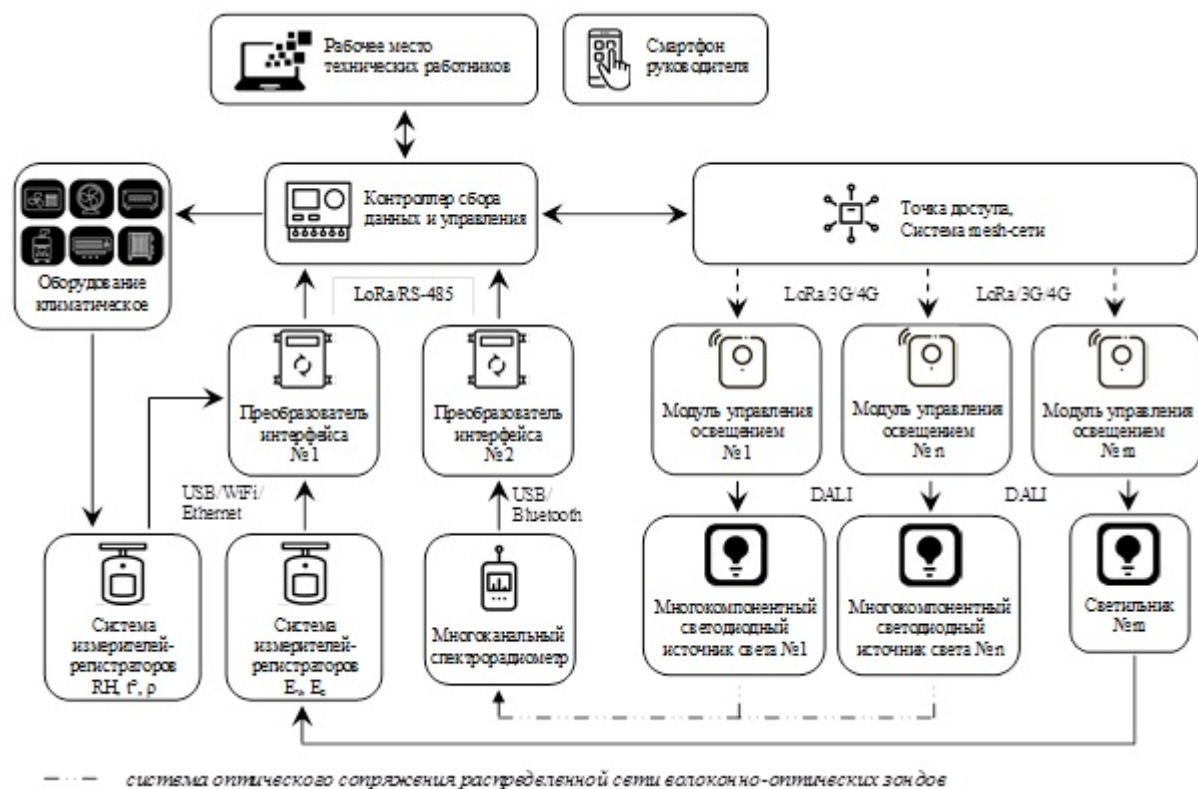 Рабочее место
технических работников
Смартфон
руководителя
Контроллер сбора
данных и управления
Точка доступа,
Система mesh-сети
Оборудование
климатическое
LoRa/RS-485
LoRa/3G/4G
LoRa/3G/4G
Преобразователь
интерфейса
№1
Преобразователь
интерфейса
№2
Модуль управления
освещением
№1
Модуль управления
освещением
№n
Модуль управления
освещением
№m
USB/WiFi/
Ethernet
USB/
Bluetooth
DALI
DALI
Система
измерителей-
регистраторов
RH, t°, ρ
Система
измерителей-
регистраторов
Многоканальный
спектрорадиометр
Многокомпонентный
светодиодный
источник света №1
Многокомпонентный
светодиодный
источник света №n
Светильник
№m
система оптического сопряжения распределенной сети волоконно-оптических зондов